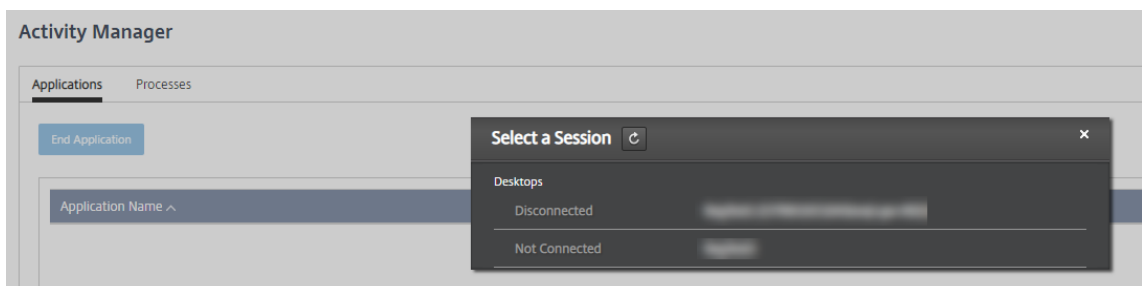 Activity Manager
Applications Processes
End Application
Select a Session
Desktops
Application Name
Disconnected
Not Connected